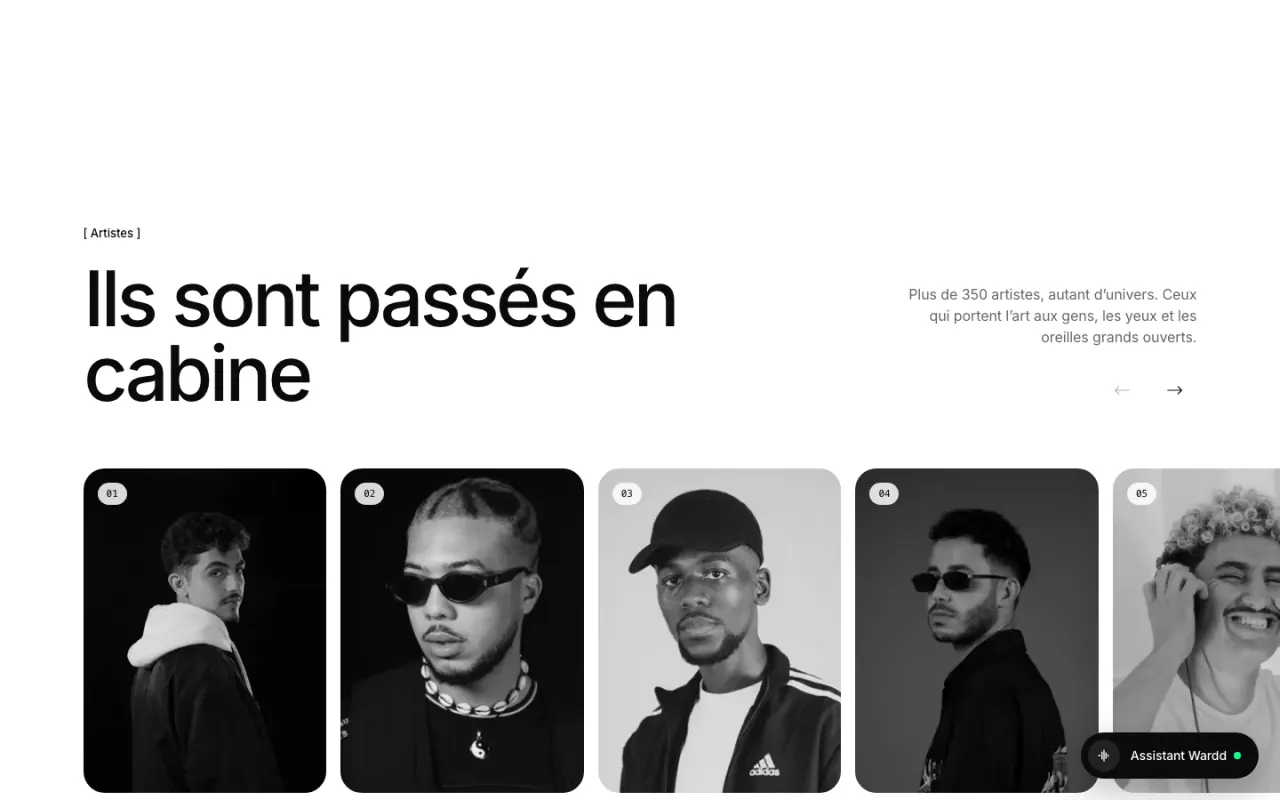 [ Artistes ]
Ils sont passés en
cabine
Plus de 350 artistes, autant d’univers. Ceux
qui portent l’art aux gens, les yeux et les
oreilles grands ouverts.
← →
01
02
03
04
05
adidas
Assistant Wardd